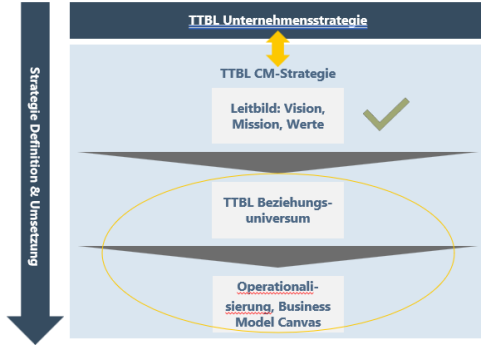 TTBL Unternehmensstrategie
TTBL CM-Strategie
Leitbild: Vision,
Mission, Werte
TTBL Beziehungs-
universum
Operationali-
sierung, Business
Model Canvas
Strategie Definition & Umsetzung